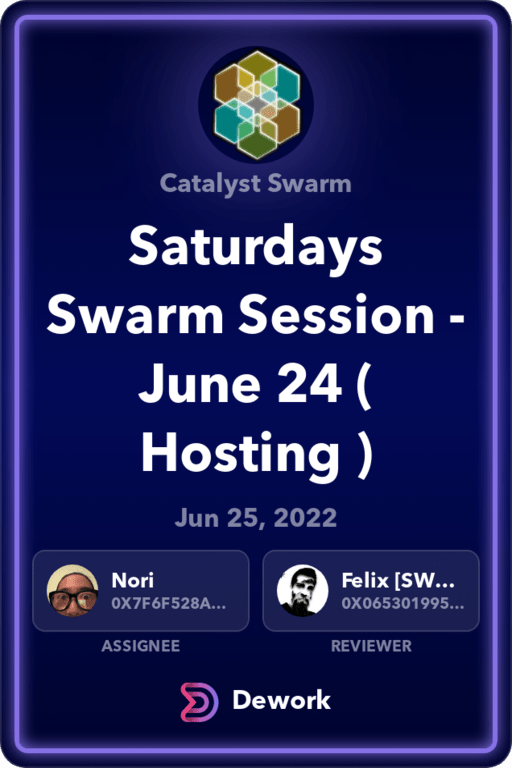 Catalyst Swarm
Saturdays
Swarm Session -
June 24 (
Hosting )
Jun 25, 2022
Nori
0X7F6F528A...
Felix [SW...
0X065301995...
ASSIGNEE
REVIEWER
Dework